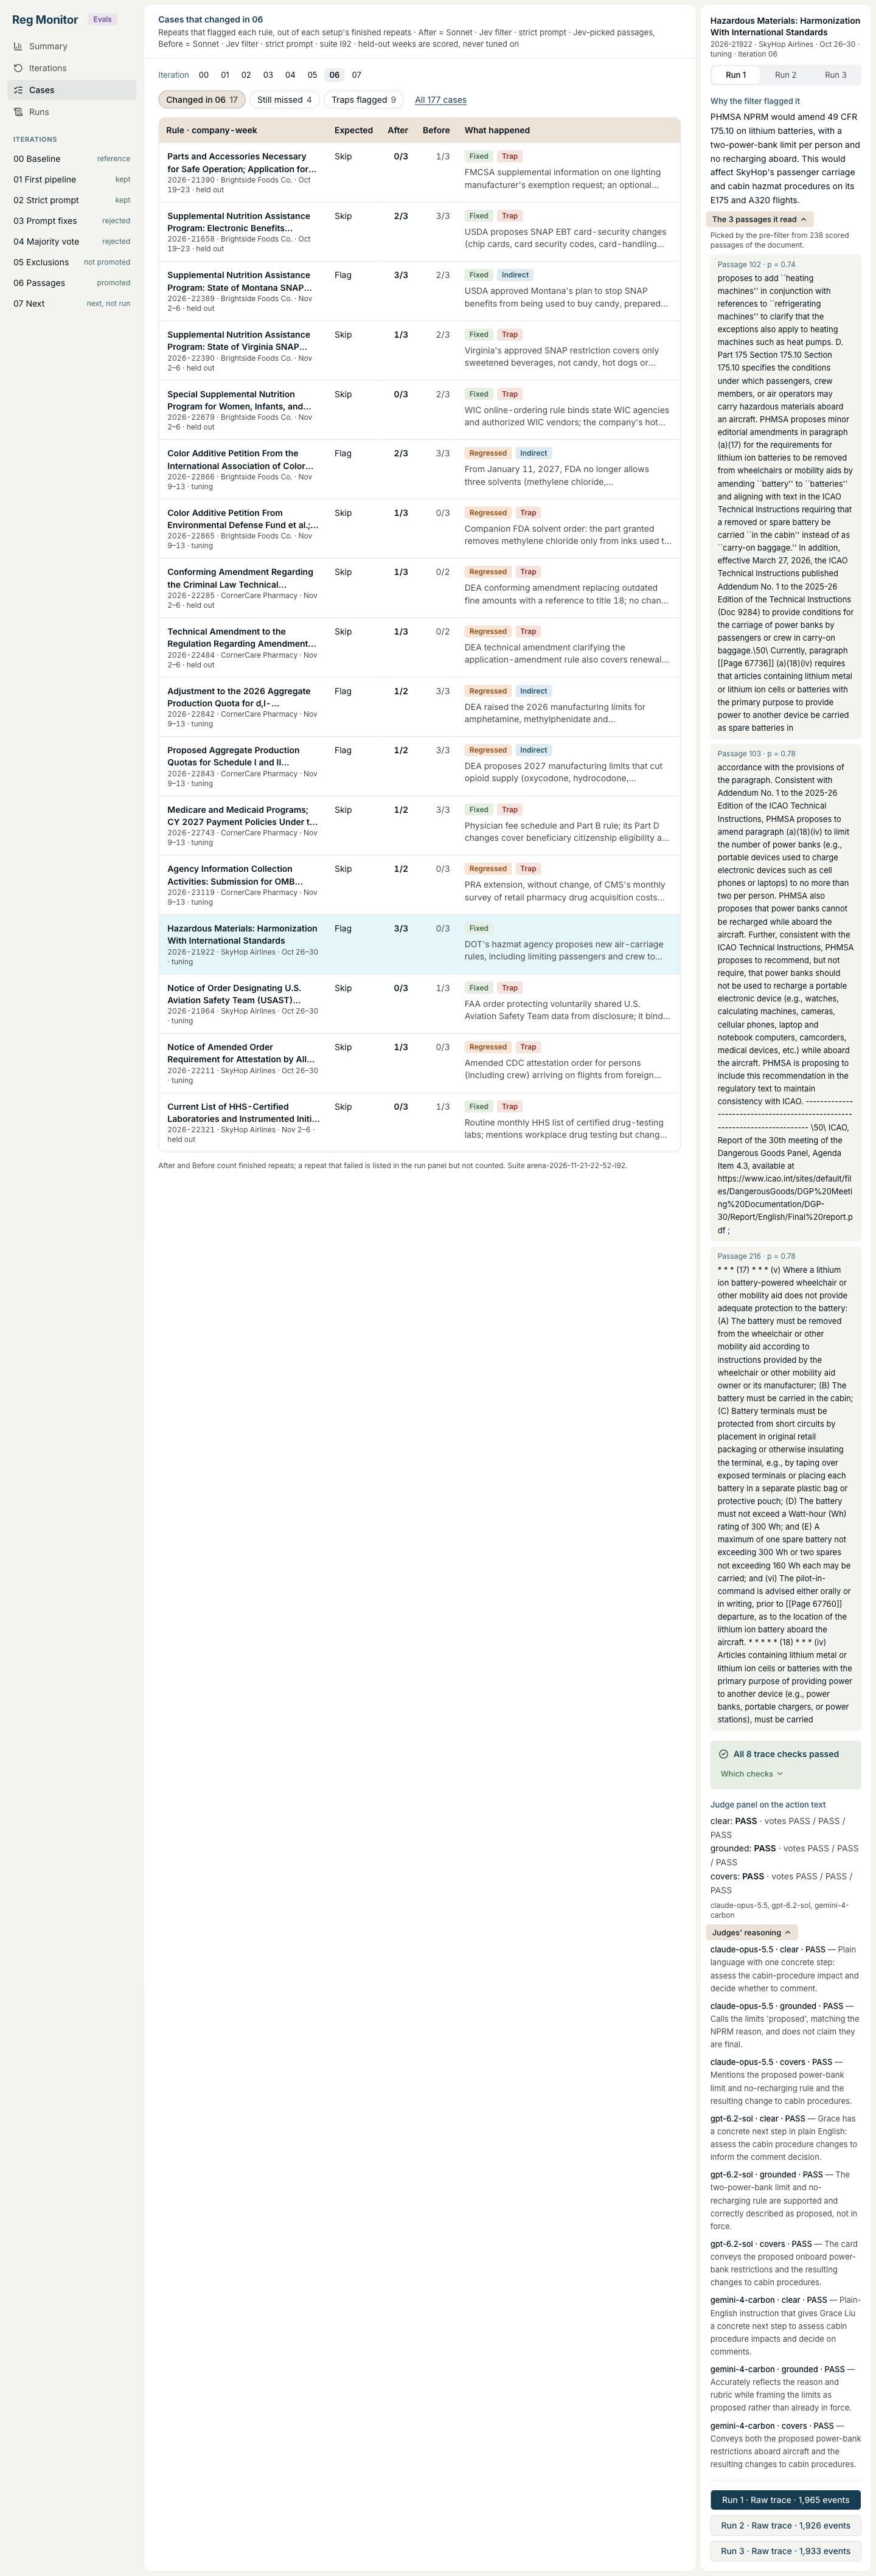 Reg Monitor
Evals
Summary
Iterations
Cases
Runs
ITERATIONS
00 Baseline reference
01 First pipeline kept
02 Strict prompt kept
03 Prompt fixes rejected
04 Majority vote rejected
05 Exclusions not promoted
06 Passages promoted
07 Next next, not run
Cases that changed in 06
Repeats that flagged each rule, out of each setup's finished repeats · After = Sonnet · Jev filter · strict prompt · Jev-picked passages,
Before = Sonnet · Jev filter · strict prompt · suite l92 · held-out weeks are scored, never tuned on
Iteration 00 01 02 03 04 05 06 07
Changed in 06 17 Still missed 4 Traps flagged 9 All 177 cases
Rule · company-week Expected After Before What happened
Parts and Accessories Necessary
for Safe Operation; Application for...
2026-21390 · Brightside Foods Co. · Oct
19–23 · held out
Skip 0/3 1/3 Fixed Trap
FMCSA supplemental information on one lighting
manufacturer's exemption request; an optional...
Supplemental Nutrition Assistance
Program: Electronic Benefits...
2026-21658 · Brightside Foods Co. · Oct
19–23 · held out
Skip 2/3 3/3 Fixed Trap
USDA proposes SNAP EBT card-security changes
(chip cards, card security codes, card-handling...
Supplemental Nutrition Assistance
Program: State of Montana SNAP...
2026-22389 · Brightside Foods Co. · Nov
2–6 · held out
Flag 3/3 2/3 Fixed Indirect
USDA approved Montana's plan to stop SNAP
benefits from being used to buy candy, prepared...
Supplemental Nutrition Assistance
Program: State of Virginia SNAP...
2026-22390 · Brightside Foods Co. · Nov
2–6 · held out
Skip 1/3 2/3 Fixed Trap
Virginia's approved SNAP restriction covers only
sweetened beverages, not candy, hot dogs or...
Special Supplemental Nutrition
Program for Women, Infants, and...
2026-22679 · Brightside Foods Co. · Nov
2–6 · held out
Skip 0/3 2/3 Fixed Trap
WIC online-ordering rule binds state WIC agencies
and authorized WIC vendors; the company's hot...
Color Additive Petition From the
International Association of Color...
2026-22866 · Brightside Foods Co. · Nov
9–13 · tuning
Flag 2/3 3/3 Regressed Indirect
From January 11, 2027, FDA no longer allows
three solvents (methylene chloride,...
Color Additive Petition From
Environmental Defense Fund et al.;...
2026-22865 · Brightside Foods Co. · Nov
9–13 · tuning
Skip 1/3 0/3 Regressed Trap
Companion FDA solvent order: the part granted
removes methylene chloride only from inks used t...
Conforming Amendment Regarding
the Criminal Law Technical...
2026-22285 · CornerCare Pharmacy · Nov
2–6 · held out
Skip 1/3 0/2 Regressed Trap
DEA conforming amendment replacing outdated
fine amounts with a reference to title 18; no chan...
Technical Amendment to the
Regulation Regarding Amendment...
2026-22484 · CornerCare Pharmacy · Nov
2–6 · held out
Skip 1/3 0/2 Regressed Trap
DEA technical amendment clarifying the
application-amendment rule also covers renewal...
Adjustment to the 2026 Aggregate
Production Quota for d,l-...
2026-22842 · CornerCare Pharmacy · Nov
9–13 · tuning
Flag 1/2 3/3 Regressed Indirect
DEA raised the 2026 manufacturing limits for
amphetamine, methylphenidate and...
Proposed Aggregate Production
Quotas for Schedule I and II...
2026-22843 · CornerCare Pharmacy · Nov
9–13 · tuning
Flag 1/2 3/3 Regressed Indirect
DEA proposes 2027 manufacturing limits that cut
opioid supply (oxycodone, hydrocodone,...
Medicare and Medicaid Programs;
CY 2027 Payment Policies Under t...
2026-22743 · CornerCare Pharmacy · Nov
9–13 · tuning
Skip 1/2 3/3 Fixed Trap
Physician fee schedule and Part B rule; its Part D
changes cover beneficiary citizenship eligibility a...
Agency Information Collection
Activities: Submission for OMB...
2026-23119 · CornerCare Pharmacy · Nov
9–13 · tuning
Skip 1/2 0/3 Regressed Trap
PRA extension, without change, of CMS's monthly
survey of retail pharmacy drug acquisition costs...
Hazardous Materials: Harmonization
With International Standards
2026-21922 · SkyHop Airlines · Oct 26–30
· tuning
Flag 3/3 0/3 Fixed
DOT's hazmat agency proposes new air-carriage
rules, including limiting passengers and crew to...
Notice of Order Designating U.S.
Aviation Safety Team (USAST)...
2026-21964 · SkyHop Airlines · Oct 26–30
· tuning
Skip 0/3 1/3 Fixed Trap
FAA order protecting voluntarily shared U.S.
Aviation Safety Team data from disclosure; it bind...
Notice of Amended Order
Requirement for Attestation by All...
2026-22211 · SkyHop Airlines · Oct 26–30
· tuning
Skip 1/3 0/3 Regressed Trap
Amended CDC attestation order for persons
(including crew) arriving on flights from foreign...
Current List of HHS-Certified
Laboratories and Instrumented Initi...
2026-22321 · SkyHop Airlines · Nov 2–6 ·
held out
Skip 0/3 1/3 Fixed Trap
Routine monthly HHS list of certified drug-testing
labs; mentions workplace drug testing but chang...
After and Before count finished repeats; a repeat that failed is listed in the run panel but not counted. Suite arena-2026-11-21-22-52-l92.
Hazardous Materials: Harmonization
With International Standards
2026-21922 · SkyHop Airlines · Oct 26–30 ·
tuning · iteration 06
Run 1 Run 2 Run 3
Why the filter flagged it
PHMSA NPRM would amend 49 CFR
175.10 on lithium batteries, with a
two-power-bank limit per person and
no recharging aboard. This would
affect SkyHop's passenger carriage
and cabin hazmat procedures on its
E175 and A320 flights.
The 3 passages it read
Picked by the pre-filter from 238 scored
passages of the document.
Passage 102 · p = 0.74
proposes to add ``heating
machines'' in conjunction with
references to ``refrigerating
machines'' to clarify that the
exceptions also apply to heating
machines such as heat pumps. D.
Part 175 Section 175.10 Section
175.10 specifies the conditions
under which passengers, crew
members, or air operators may
carry hazardous materials aboard
an aircraft. PHMSA proposes minor
editorial amendments in paragraph
(a)(17) for the requirements for
lithium ion batteries to be removed
from wheelchairs or mobility aids by
amending ``battery'' to ``batteries''
and aligning with text in the ICAO
Technical Instructions requiring that
a removed or spare battery be
carried ``in the cabin'' instead of as
``carry-on baggage.'' In addition,
effective March 27, 2026, the ICAO
Technical Instructions published
Addendum No. 1 to the 2025-26
Edition of the Technical Instructions
(Doc 9284) to provide conditions for
the carriage of power banks by
passengers or crew in carry-on
baggage.\50\ Currently, paragraph
[[Page 67736]] (a)(18)(iv) requires
that articles containing lithium metal
or lithium ion cells or batteries with
the primary purpose to provide
power to another device be carried
as spare batteries in
Passage 103 · p = 0.78
accordance with the provisions of
the paragraph. Consistent with
Addendum No. 1 to the 2025-26
Edition of the ICAO Technical
Instructions, PHMSA proposes to
amend paragraph (a)(18)(iv) to limit
the number of power banks (e.g.,
portable devices used to charge
electronic devices such as cell
phones or laptops) to no more than
two per person. PHMSA also
proposes that power banks cannot
be recharged while aboard the
aircraft. Further, consistent with the
ICAO Technical Instructions, PHMSA
proposes to recommend, but not
require, that power banks should
not be used to recharge a portable
electronic device (e.g., watches,
calculating machines, cameras,
cellular phones, laptop and
notebook computers, camcorders,
medical devices, etc.) while aboard
the aircraft. PHMSA is proposing to
include this recommendation in the
regulatory text to maintain
consistency with ICAO. -------------
-------------------------------------
-------------------------- \50\ ICAO,
Report of the 30th meeting of the
Dangerous Goods Panel, Agenda
Item 4.3, available at
https://www.icao.int/sites/default/fil
es/DangerousGoods/DGP%20Meeti
ng%20Documentation/DGP-
30/Report/English/Final%20report.p
df ;
Passage 216 · p = 0.78
* * * (17) * * * (v) Where a lithium
ion battery-powered wheelchair or
other mobility aid does not provide
adequate protection to the battery:
(A) The battery must be removed
from the wheelchair or other
mobility aid according to
instructions provided by the
wheelchair or other mobility aid
owner or its manufacturer; (B) The
battery must be carried in the cabin;
(C) Battery terminals must be
protected from short circuits by
placement in original retail
packaging or otherwise insulating
the terminal, e.g., by taping over
exposed terminals or placing each
battery in a separate plastic bag or
protective pouch; (D) The battery
must not exceed a Watt-hour (Wh)
rating of 300 Wh; and (E) A
maximum of one spare battery not
exceeding 300 Wh or two spares
not exceeding 160 Wh each may be
carried; and (vi) The pilot-in-
command is advised either orally or
in writing, prior to [[Page 67760]]
departure, as to the location of the
lithium ion battery aboard the
aircraft. * * * * * (18) * * * (iv)
Articles containing lithium metal or
lithium ion cells or batteries with the
primary purpose of providing power
to another device (e.g., power
banks, portable chargers, or power
stations), must be carried
All 8 trace checks passed
Which checks
Judge panel on the action text
clear: PASS · votes PASS / PASS /
PASS
grounded: PASS · votes PASS / PASS
/ PASS
covers: PASS · votes PASS / PASS /
PASS
claude-opus-5.5, gpt-6.2-sol, gemini-4-
carbon
Judges' reasoning
claude-opus-5.5 · clear · PASS — Plain
language with one concrete step:
assess the cabin-procedure impact and
decide whether to comment.
claude-opus-5.5 · grounded · PASS —
Calls the limits 'proposed', matching the
NPRM reason, and does not claim they
are final.
claude-opus-5.5 · covers · PASS —
Mentions the proposed power-bank
limit and no-recharging rule and the
resulting change to cabin procedures.
gpt-6.2-sol · clear · PASS — Grace has
a concrete next step in plain English:
assess the cabin procedure changes to
inform the comment decision.
gpt-6.2-sol · grounded · PASS — The
two-power-bank limit and no-
recharging rule are supported and
correctly described as proposed, not in
force.
gpt-6.2-sol · covers · PASS — The card
conveys the proposed onboard power-
bank restrictions and the resulting
changes to cabin procedures.
gemini-4-carbon · clear · PASS — Plain-
English instruction that gives Grace Liu
a concrete next step to assess cabin
procedure impacts and decide on
comments.
gemini-4-carbon · grounded · PASS —
Accurately reflects the reason and
rubric while framing the limits as
proposed rather than already in force.
gemini-4-carbon · covers · PASS —
Conveys both the proposed power-bank
restrictions aboard aircraft and the
resulting changes to cabin procedures.
Run 1 · Raw trace · 1,965 events
Run 2 · Raw trace · 1,926 events
Run 3 · Raw trace · 1,933 events